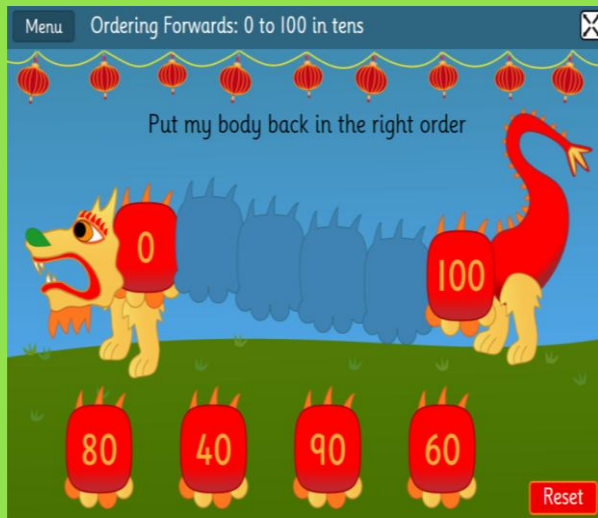 Menu Ordering Forwards: 0 to 100 in tens X
Put my body back in the right order
0
100
80 40 90 60
Reset